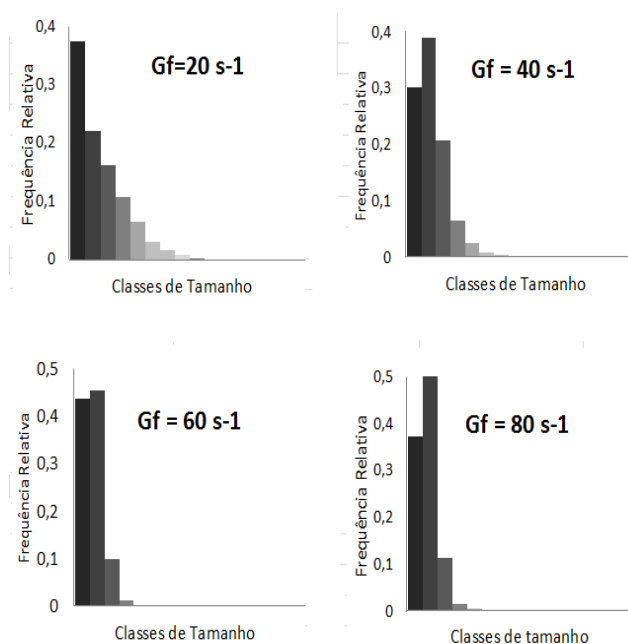 0,4
0,3
0,2
0,1
0
Frequência Relativa
Gf=20 s-1
Classes de Tamanho
0,4
0,3
0,2
0,1
0
Frequência Relativa
Gf = 40 s-1
Classes de Tamanho
0,5
0,4
0,3
0,2
0,1
0
Frequência Relativa
Gf = 60 s-1
Classes de Tamanho
0,5
0,4
0,3
0,2
0,1
0
Frequência Relativa
Gf = 80 s-1
Classes de tamanho